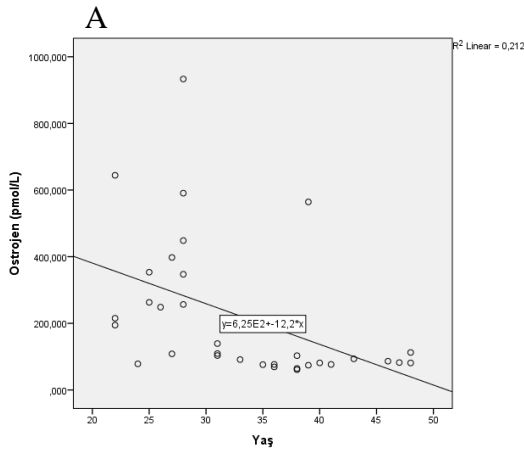 A
R² Linear = 0,212
1000,000
800,000
600,000
400,000
200,000
,000
Ostrojen (pmol/L)
y=6,25E2+-12,2*x
20 25 30 35 40 45 50
Yaş